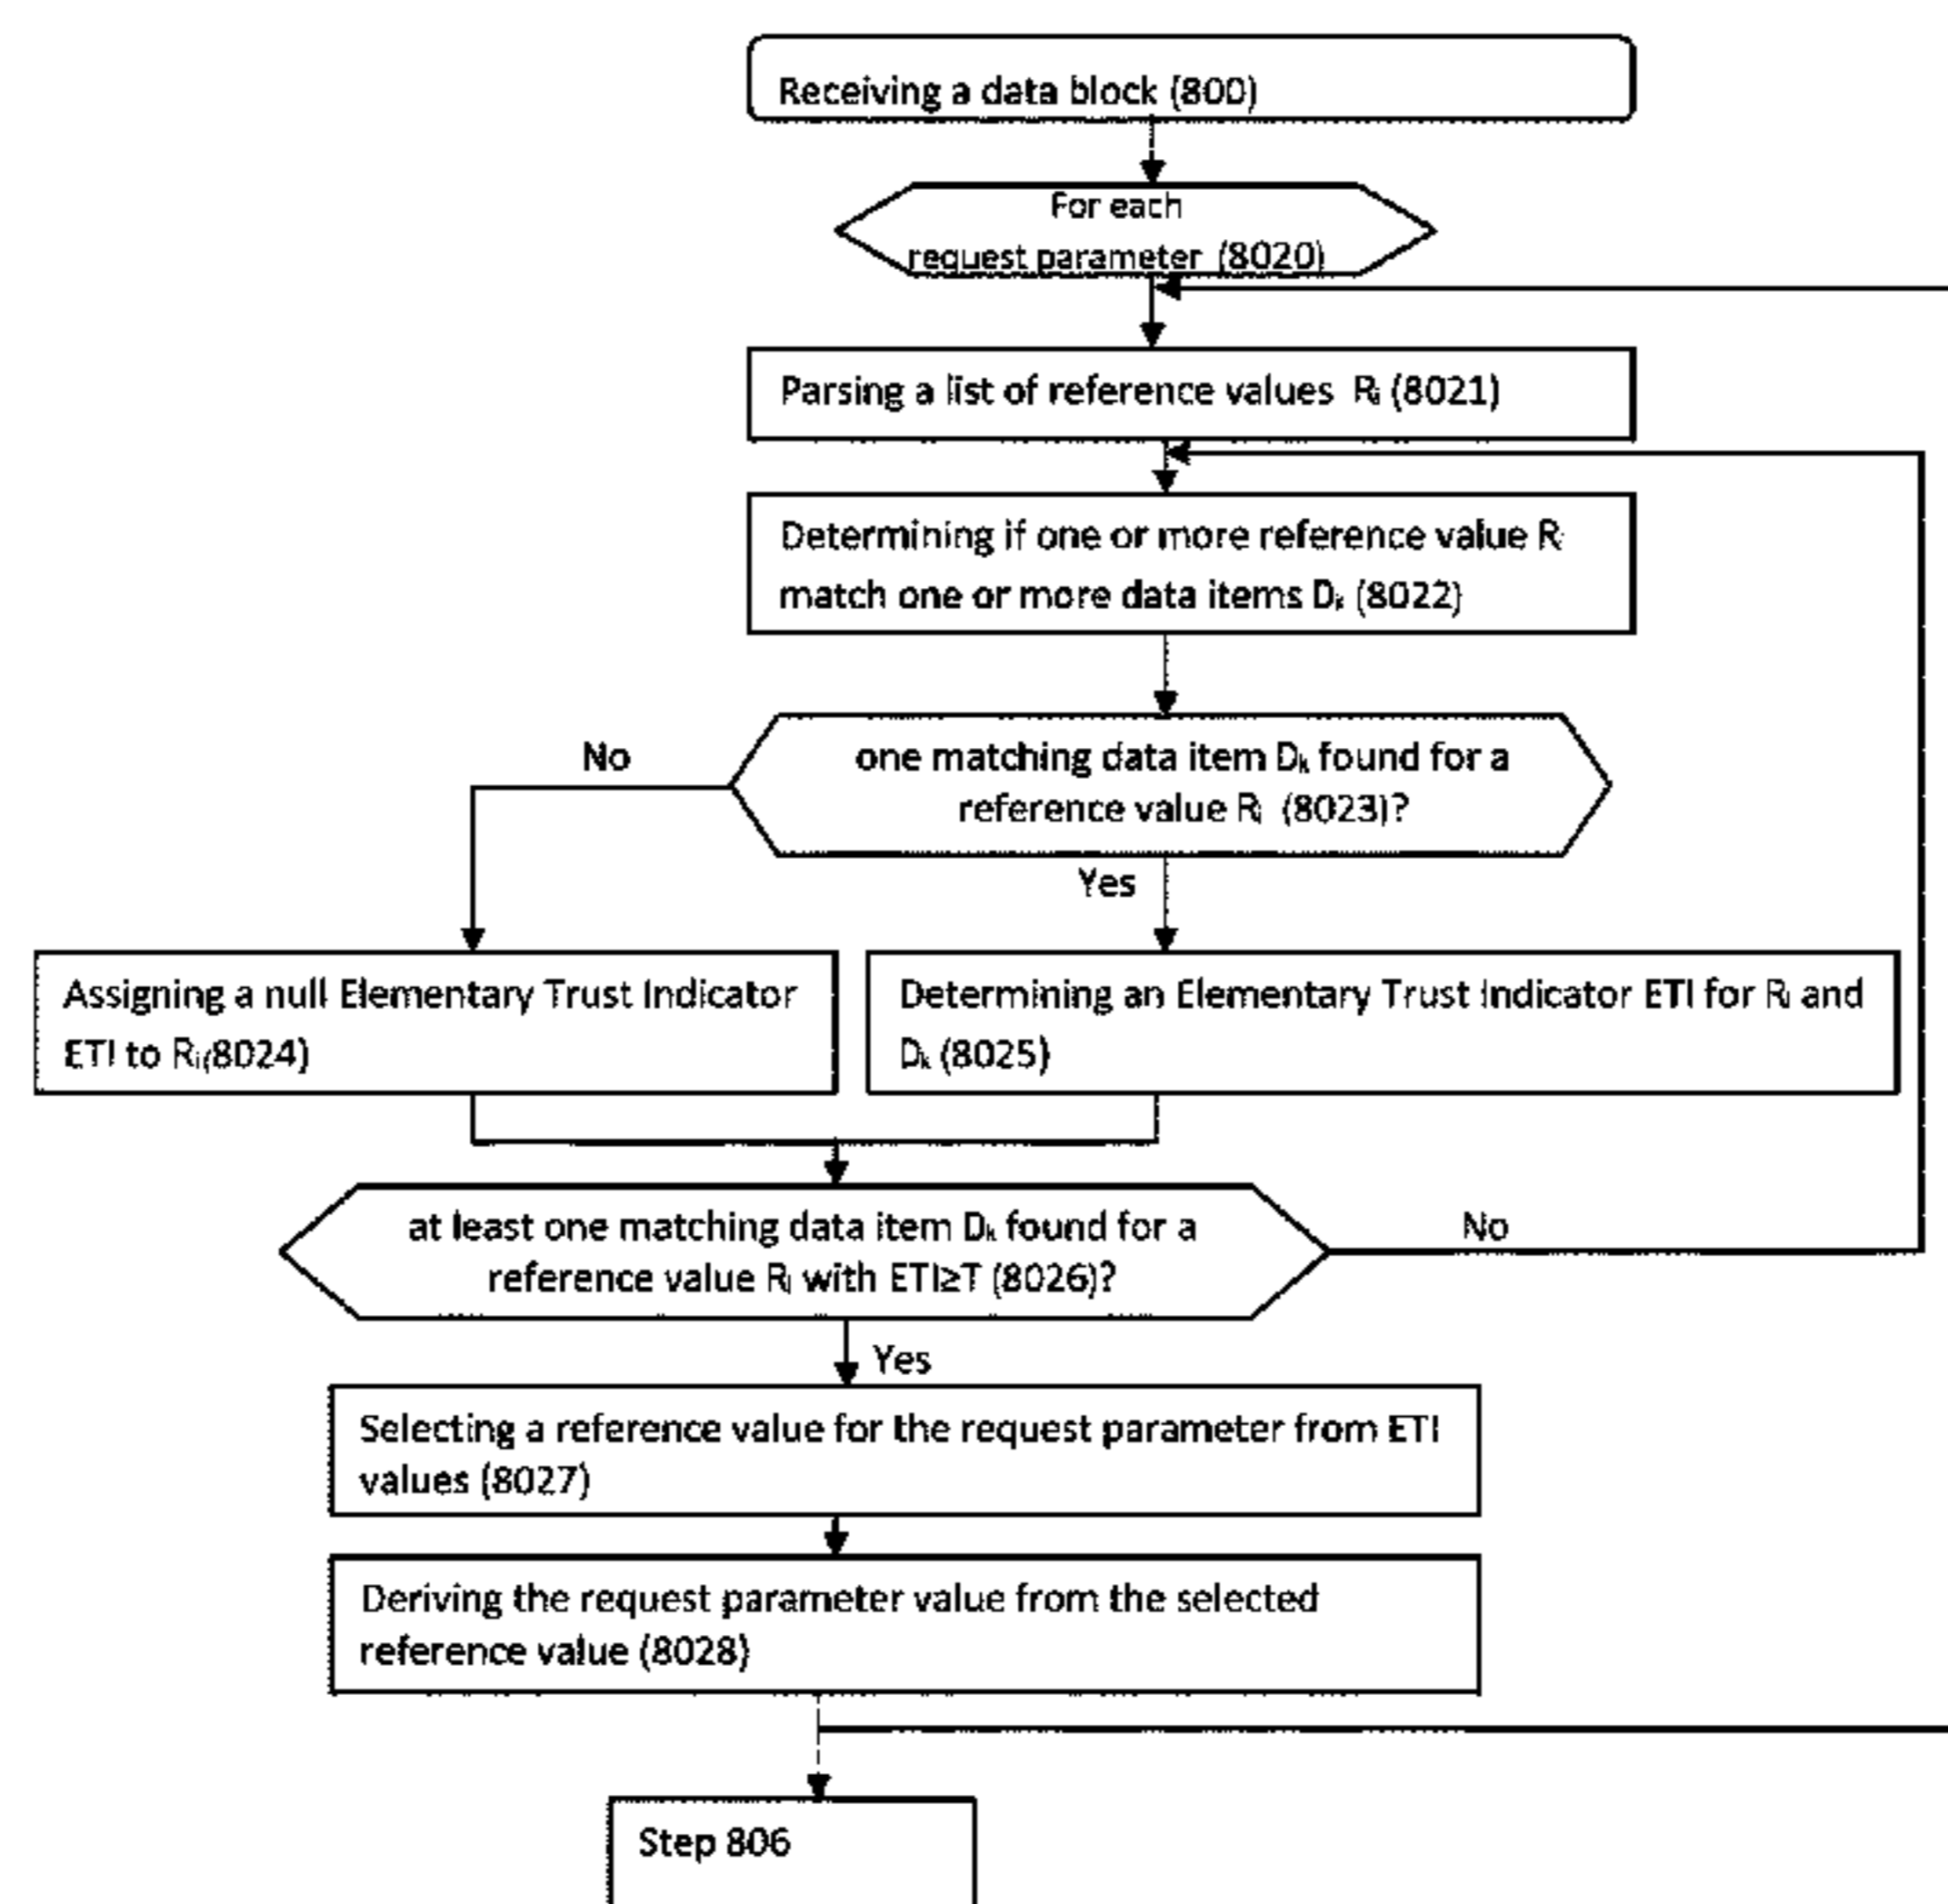 Receiving a data block (800)
For each
request parameter (8020)
Parsing a list of reference values Rᵢ (8021)
Determining if one or more reference value Rᵢ
match one or more data items Dₖ (8022)
No
one matching data item Dₖ found for a
reference value Rᵢ (8023)?
Yes
Assigning a null Elementary Trust Indicator
ETI to Rᵢ(8024)
Determining an Elementary Trust Indicator ETI for Rᵢ and
Dₖ (8025)
at least one matching data item Dₖ found for a
reference value Rᵢ with ETI≥T (8026)?
No
Yes
Selecting a reference value for the request parameter from ETI
values (8027)
Deriving the request parameter value from the selected
reference value (8028)
Step 806